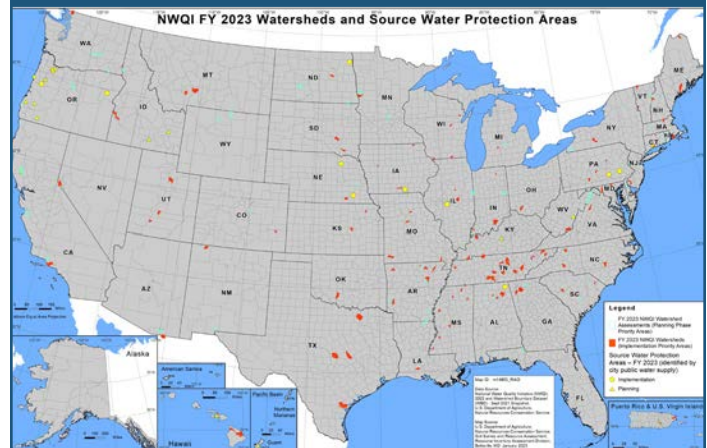 NWQI FY 2023 Watersheds and Source Water Protection Areas
WA
MT
ND
MN
ME
OR
ID
SD
WI
MI
VT
NH
NY
MA
CT
WY
NE
IA
PA
NJ
NV
UT
CO
IL
IN
OH
MD
WV
VA
CA
KS
MO
KY
AZ
NM
OK
AR
TN
NC
SC
TX
LA
MS
AL
GA
FL
Alaska
American Samoa
Pacific Basin
Northern
Marianas
Guam
Hawaii
Legend
FY 2023 NWQI Watershed
Assessments (Planning Phase
Priority Areas)
FY 2023 NWQI Watersheds
(Implementation Priority Areas)
Source Water Protection
Areas - FY 2023 (identified by
city public water supply)
Implementation
Planning
Puerto Rico & U.S. Virgin Islands